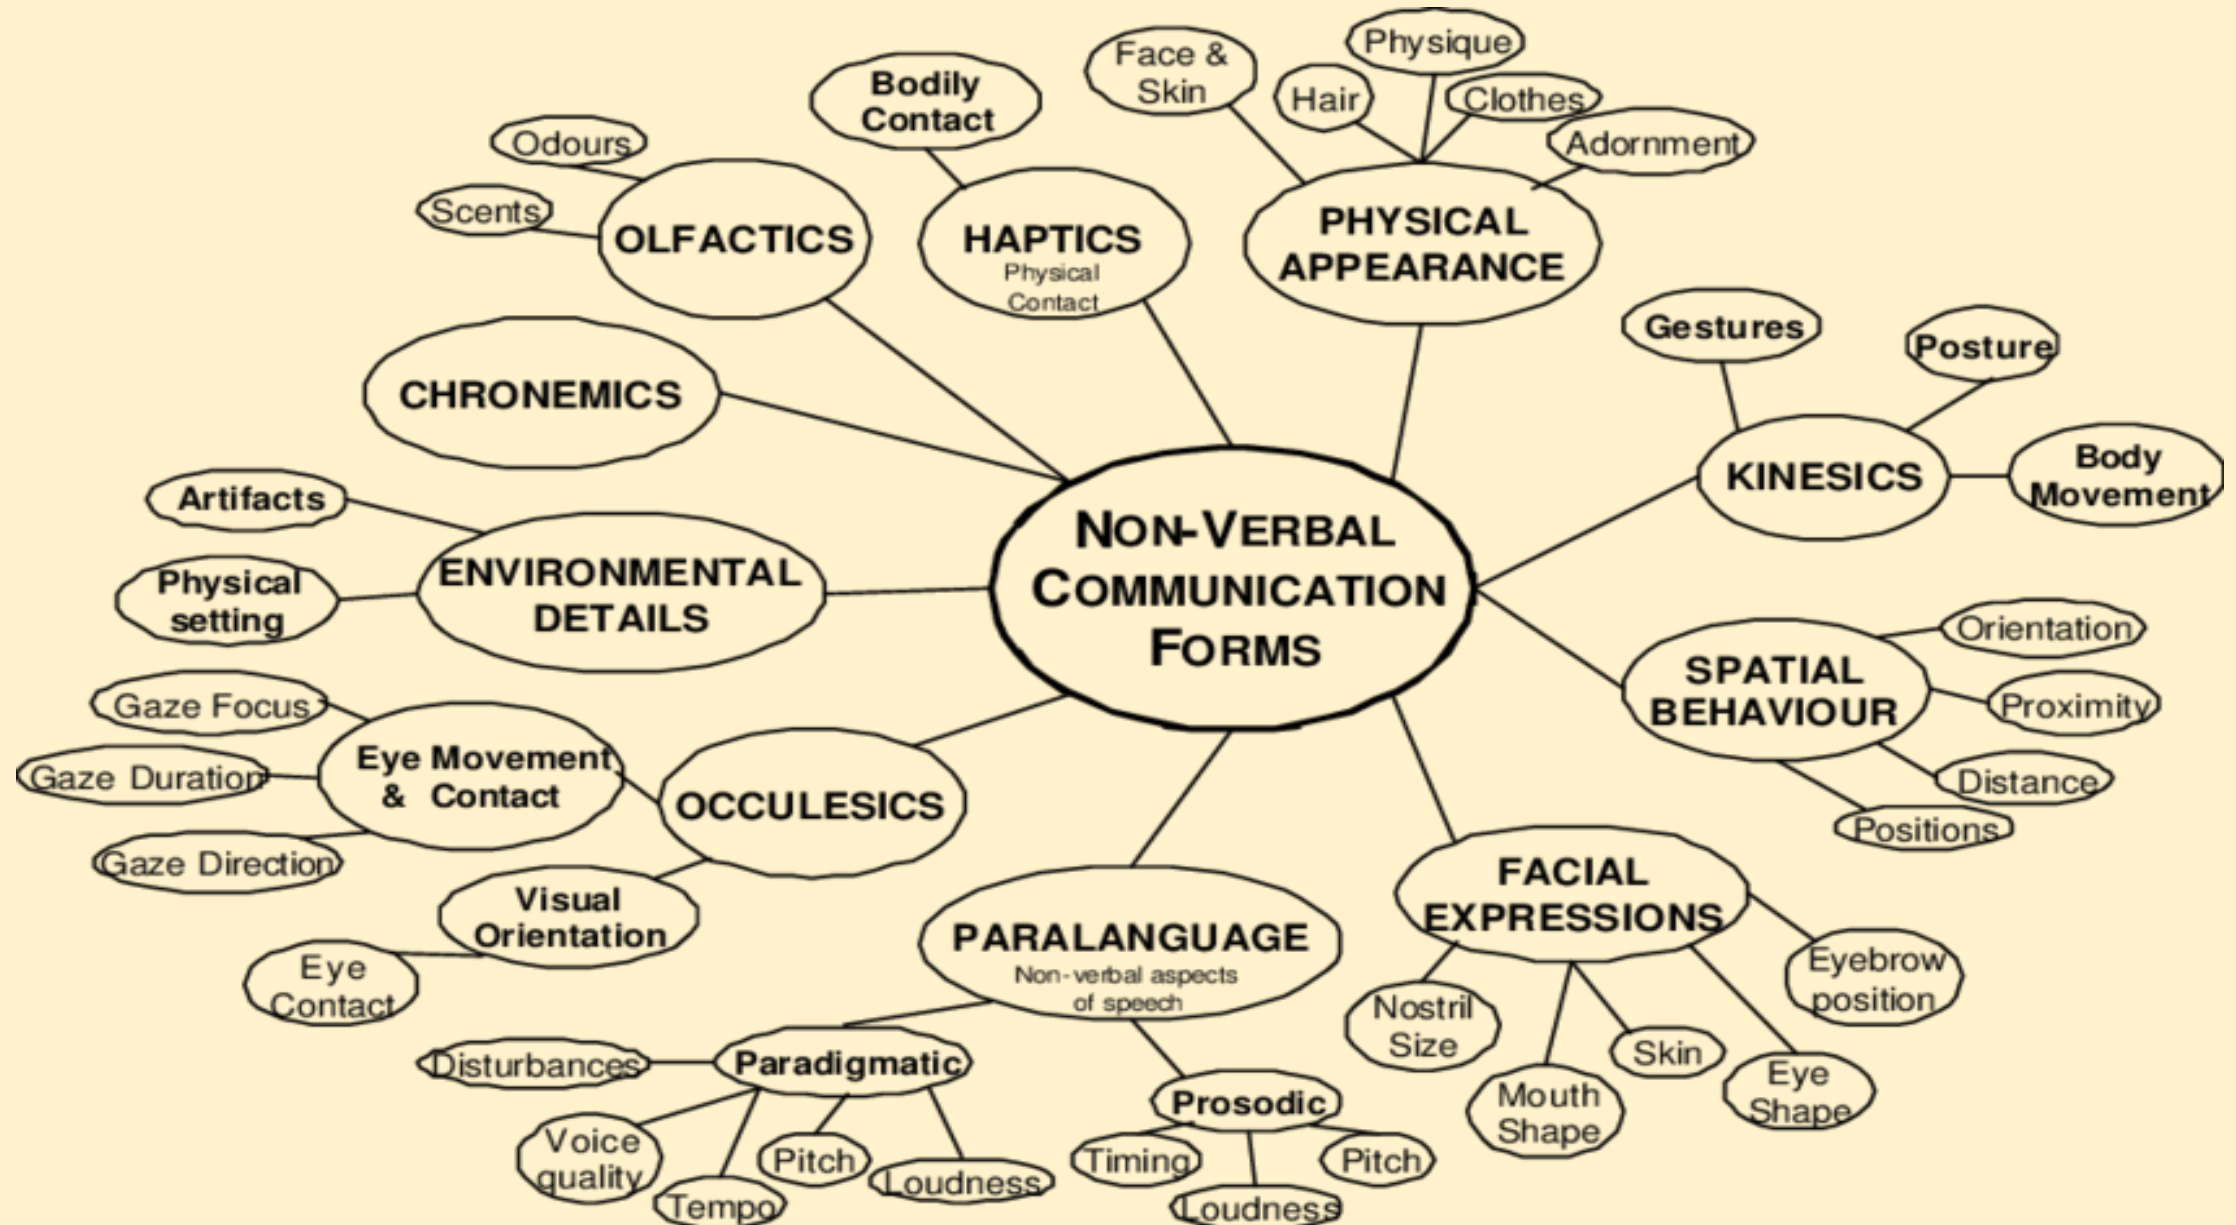 NON-VERBAL
COMMUNICATION
FORMS
OLFACTICS
Odours
Scents
HAPTICS
Physical
Contact
Bodily
Contact
PHYSICAL
APPEARANCE
Face &
Skin
Hair
Physique
Clothes
Adornment
KINESICS
Gestures
Posture
Body
Movement
SPATIAL
BEHAVIOUR
Orientation
Proximity
Distance
Positions
FACIAL
EXPRESSIONS
Eyebrow
position
Eye
Shape
Skin
Mouth
Shape
Nostril
Size
PARALANGUAGE
Non-verbal aspects
of speech
Prosodic
Timing
Loudness
Pitch
Paradigmatic
Disturbances
Voice
quality
Tempo
Pitch
Loudness
OCCULESICS
Visual
Orientation
Eye
Contact
Eye Movement
& Contact
Gaze Focus
Gaze Duration
Gaze Direction
ENVIRONMENTAL
DETAILS
Artifacts
Physical
setting
CHRONEMICS